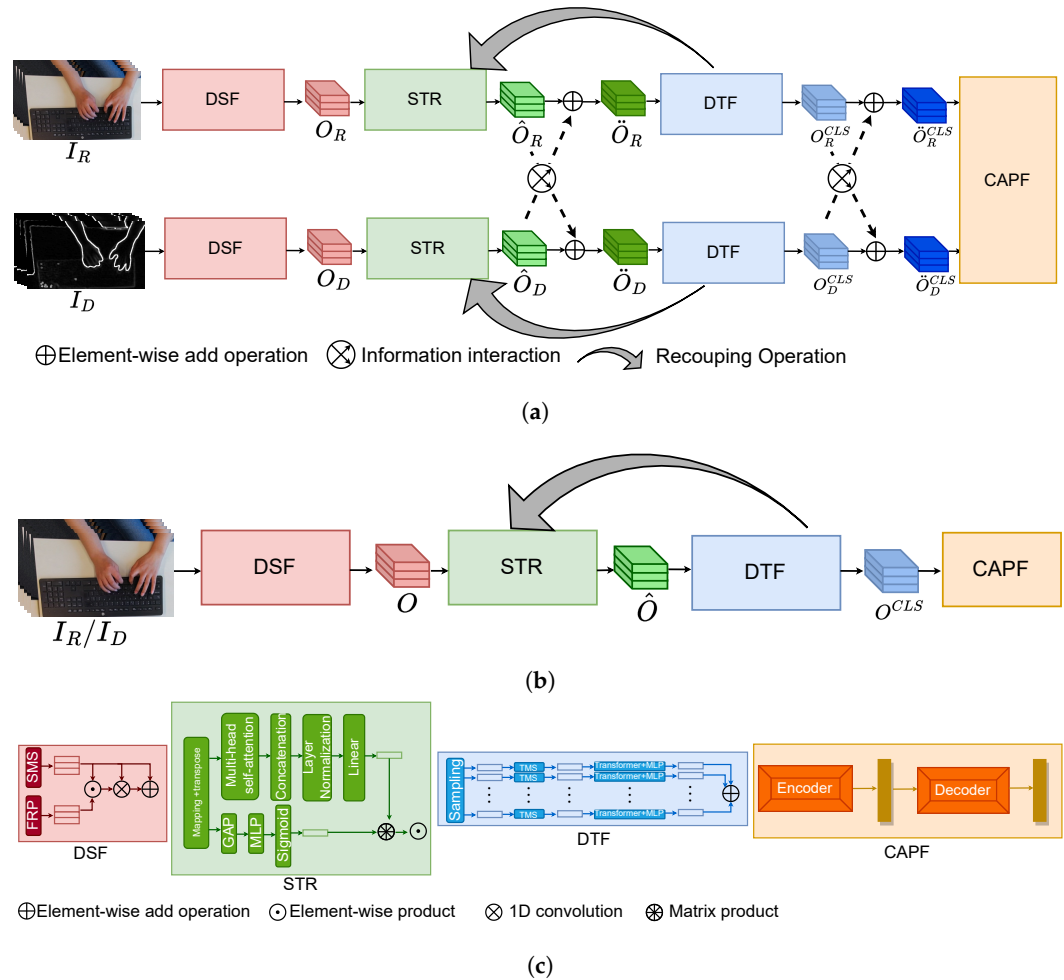 DSF
O_R
STR
Ô_R
Ö_R
DTF
O_R^{CLS}
Ö_R^{CLS}
CAPF
I_R
DSF
O_D
STR
Ô_D
Ö_D
DTF
O_D^{CLS}
Ö_D^{CLS}
I_D
Element-wise add operation
Information interaction
Recouping Operation
(a)
DSF
O
STR
Ô
DTF
O^{CLS}
CAPF
I_R/I_D
(b)
SMS
FRP
DSF
Mapping +transpose
Multi-head
self-attention
Concatenation
Layer
Normalization
Linear
GAP
MLP
Sigmoid
STR
Sampling
TMS
Transformer+MLP
TMS
Transformer+MLP
TMS
Transformer+MLP
DTF
Encoder
Decoder
CAPF
Element-wise add operation
Element-wise product
1D convolution
Matrix product
(c)